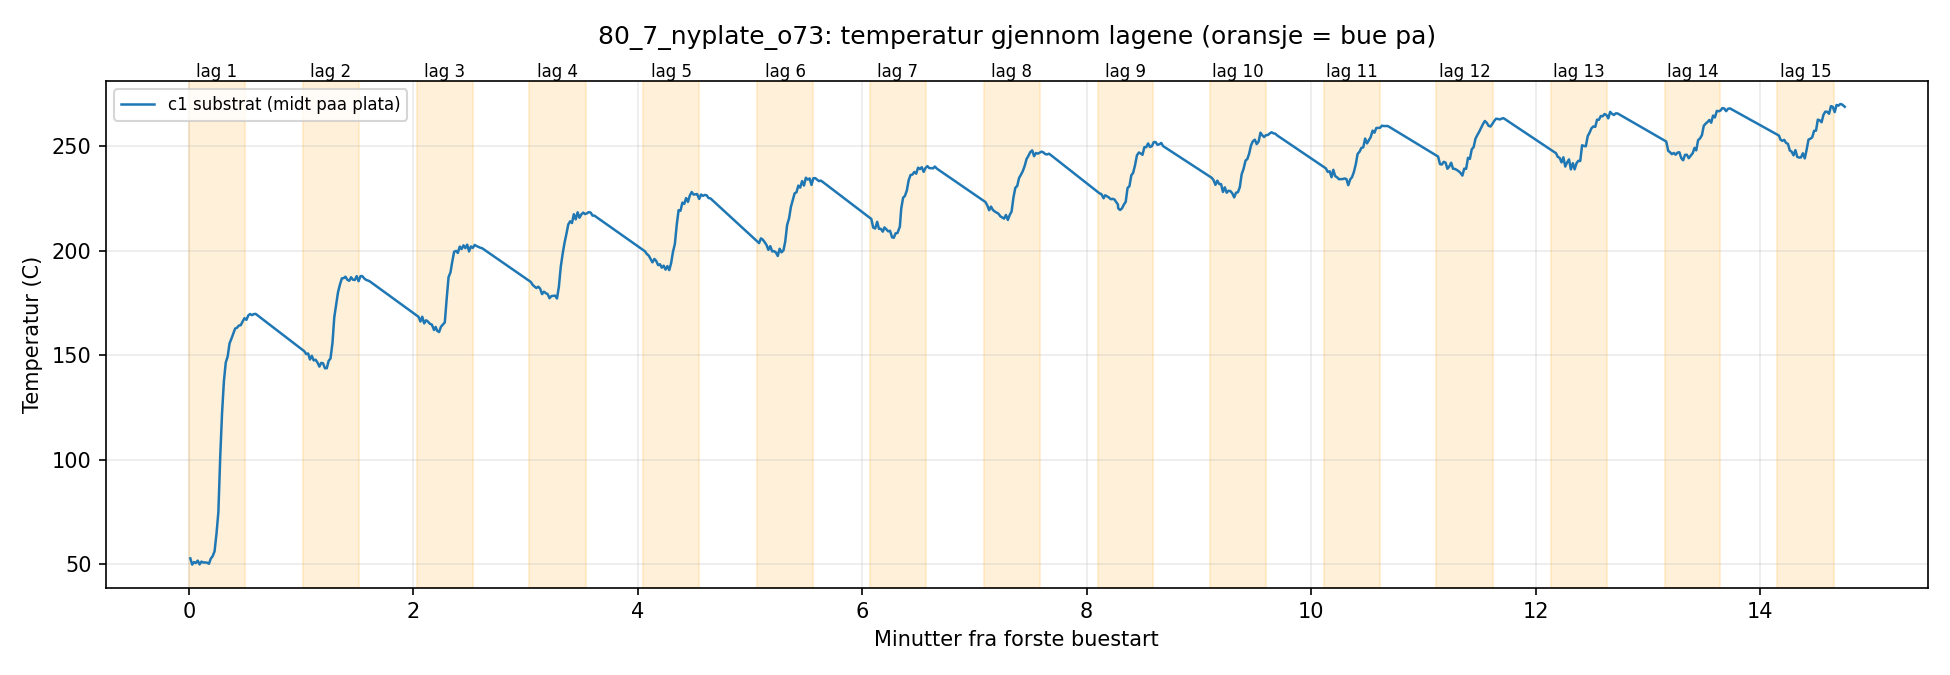 80_7_nyplate_o73: temperatur gjennom lagene (oransje = bue pa)
lag 1 lag 2 lag 3 lag 4 lag 5 lag 6 lag 7 lag 8 lag 9 lag 10 lag 11 lag 12 lag 13 lag 14 lag 15
c1 substrat (midt paa plata)
Temperatur (C)
250
200
150
100
50
0 2 4 6 8 10 12 14
Minutter fra forste buestart